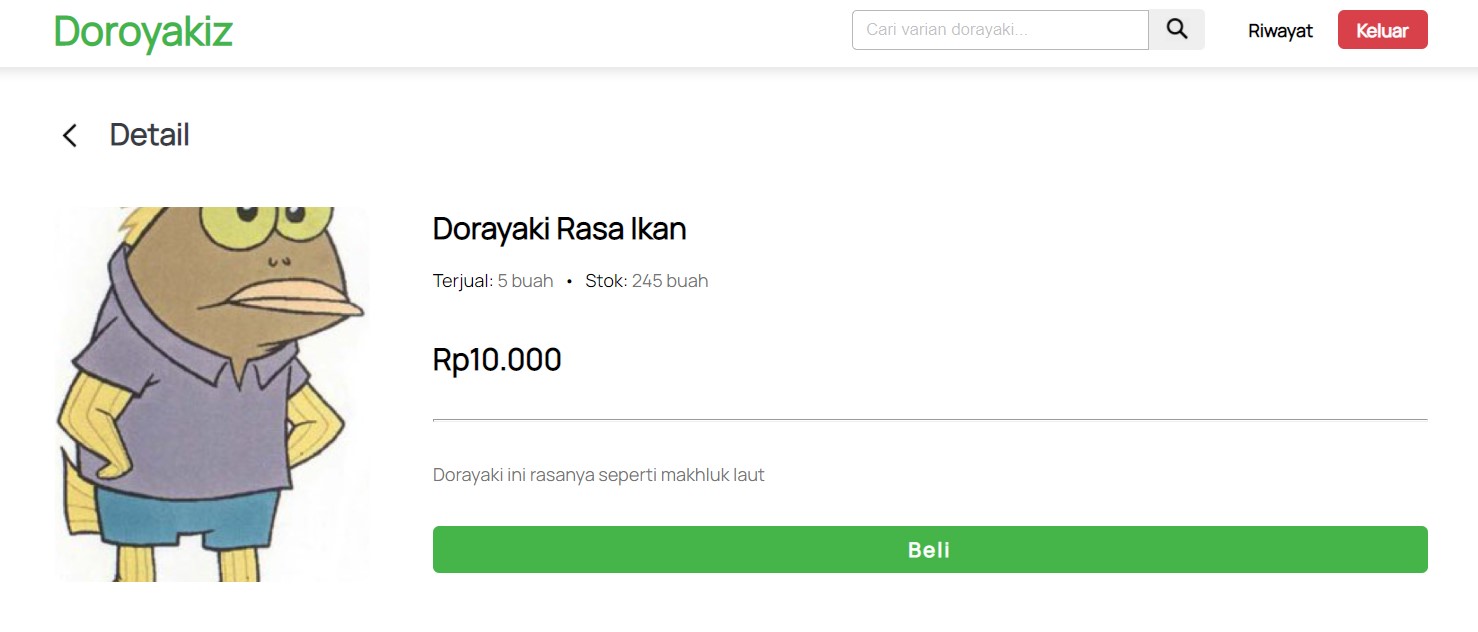 Doroyakiz
Cari varian dorayaki...
Riwayat
Keluar
Detail
Dorayaki Rasa Ikan
Terjual: 5 buah • Stok: 245 buah
Rp10.000
Dorayaki ini rasanya seperti makhluk laut
Beli